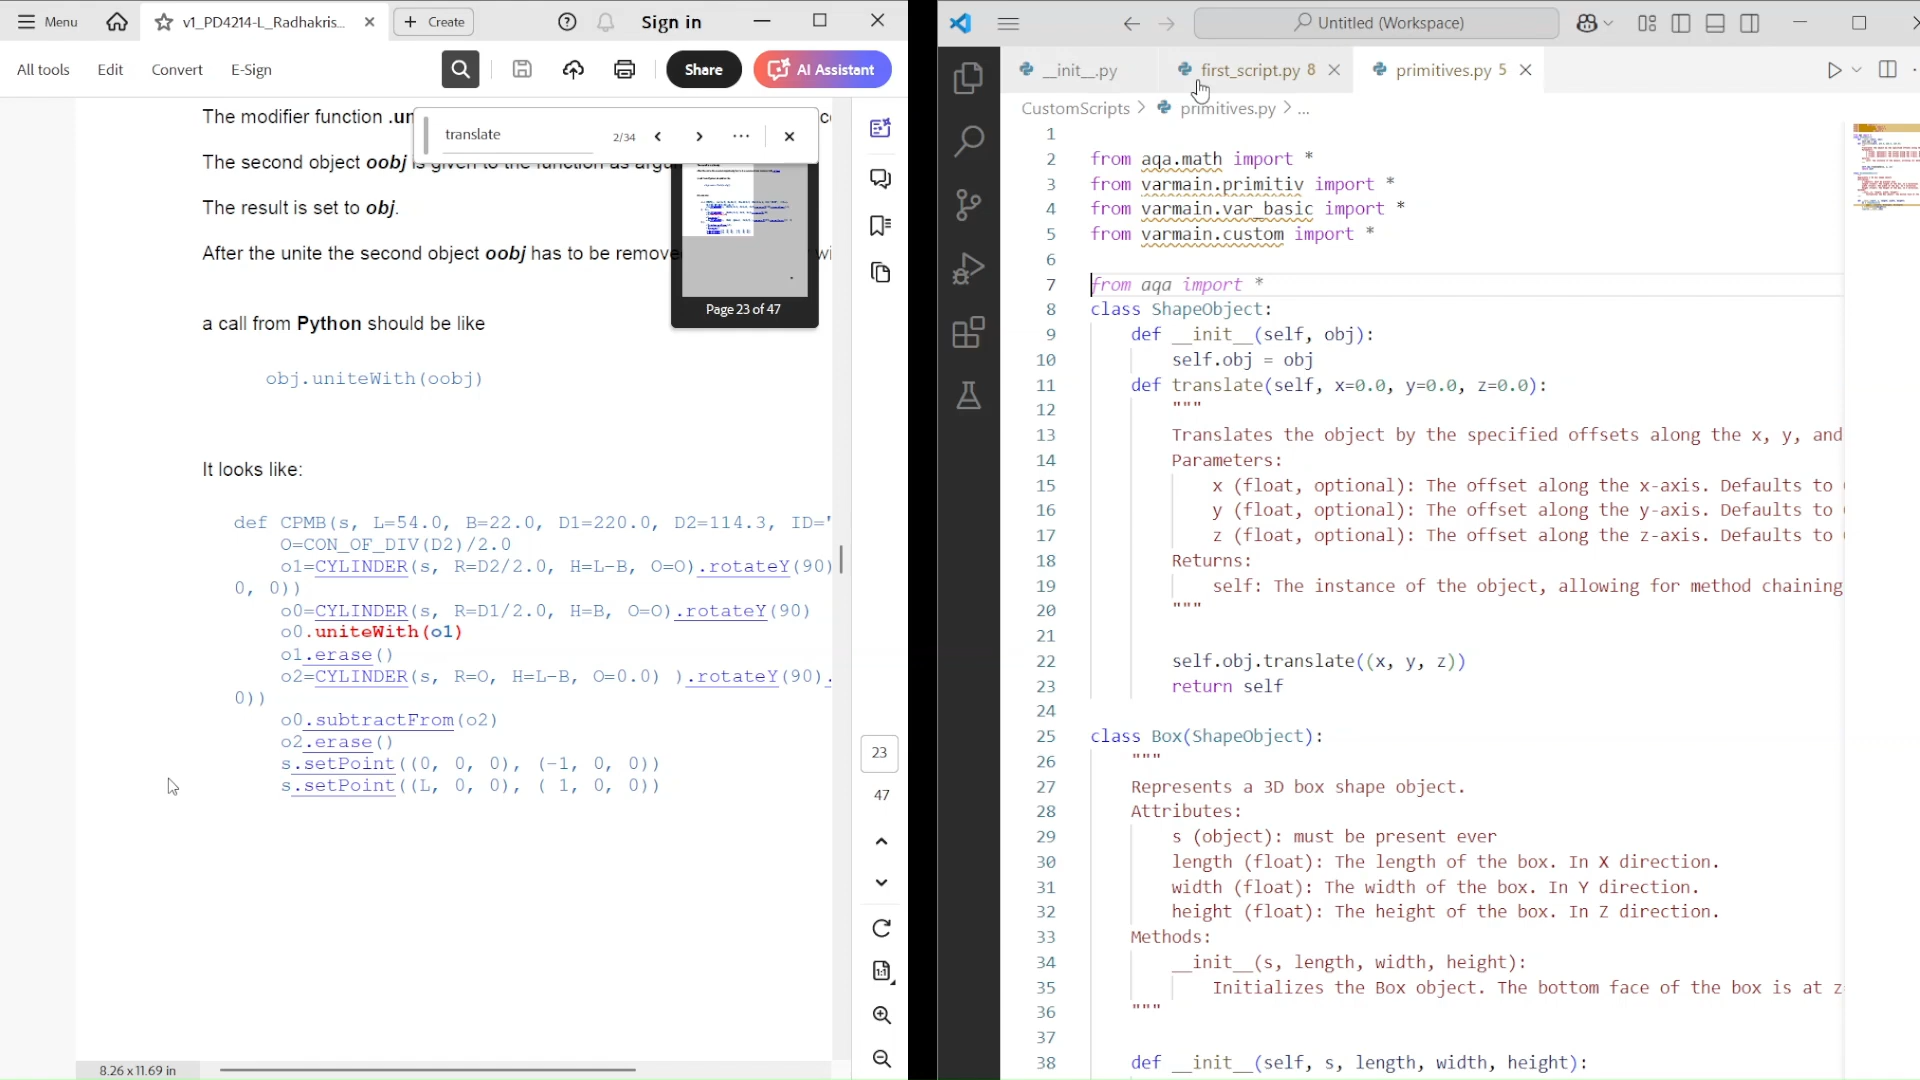 Menu
v1_PD4214-L_Radhakris...
Create
Sign in
All tools
Edit
Convert
E-Sign
Share
AI Assistant
The modifier function .un
translate
2/34
The second object oobj is given to the function as argu
The result is set to obj.
After the unite the second object oobj has to be remove
Page 23 of 47
a call from Python should be like
obj.uniteWith(oobj)
It looks like:
def CPMB(s, L=54.0, B=22.0, D1=220.0, D2=114.3, ID='
O=CON_OF_DIV(D2)/2.0
o1=CYLINDER(s, R=D2/2.0, H=L-B, O=O).rotateY(90)
0, 0))
o0=CYLINDER(s, R=D1/2.0, H=B, O=O).rotateY(90)
o0.uniteWith(o1)
o1.erase()
o2=CYLINDER(s, R=O, H=L-B, O=0.0) ).rotateY(90).
0))
o0.subtractFrom(o2)
o2.erase()
s.setPoint((0, 0, 0), (-1, 0, 0))
s.setPoint((L, 0, 0), ( 1, 0, 0))
23
47
8.26 x 11.69 in
Untitled (Workspace)
__init__.py
first_script.py 8
primitives.py 5
CustomScripts > primitives.py > ...
1
2 from aqa.math import *
3 from varmain.primitiv import *
4 from varmain.var_basic import *
5 from varmain.custom import *
6
7 from aqa import *
8 class ShapeObject:
9 def __init__(self, obj):
10 self.obj = obj
11 def translate(self, x=0.0, y=0.0, z=0.0):
12 """
13 Translates the object by the specified offsets along the x, y, and
14 Parameters:
15 x (float, optional): The offset along the x-axis. Defaults to
16 y (float, optional): The offset along the y-axis. Defaults to
17 z (float, optional): The offset along the z-axis. Defaults to
18 Returns:
19 self: The instance of the object, allowing for method chaining
20 """
21
22 self.obj.translate((x, y, z))
23 return self
24
25 class Box(ShapeObject):
26 """
27 Represents a 3D box shape object.
28 Attributes:
29 s (object): must be present ever
30 length (float): The length of the box. In X direction.
31 width (float): The width of the box. In Y direction.
32 height (float): The height of the box. In Z direction.
33 Methods:
34 __init__(s, length, width, height):
35 Initializes the Box object. The bottom face of the box is at z
36 """
37
38 def __init__(self, s, length, width, height):